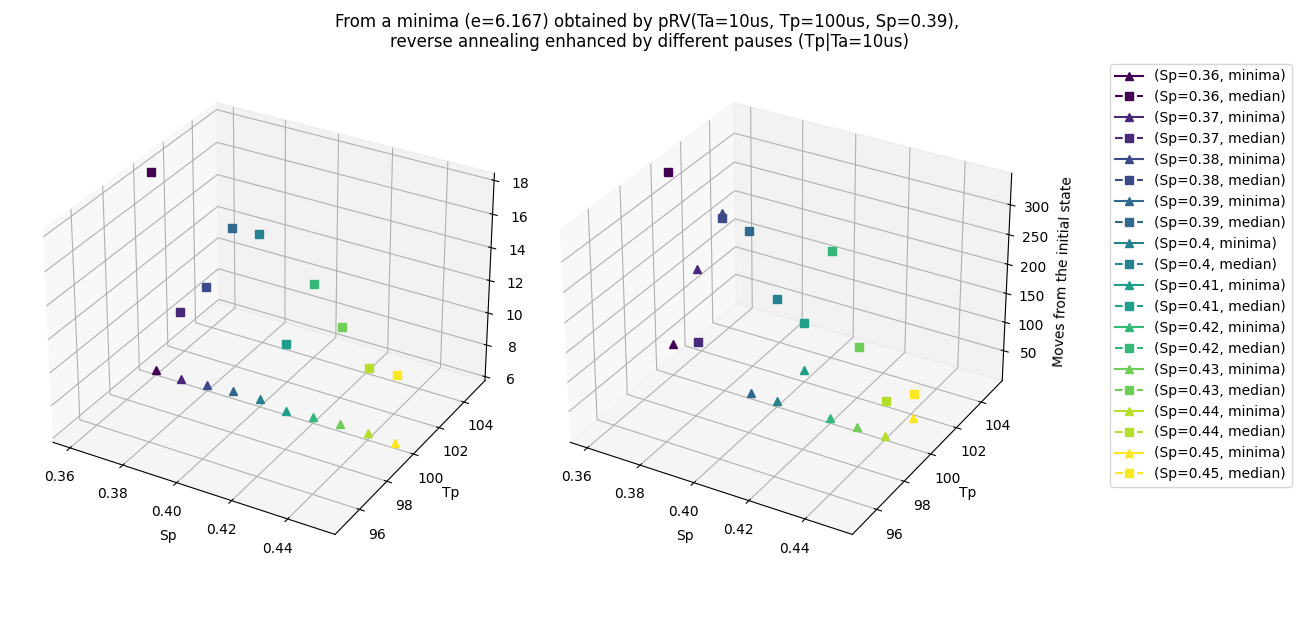 From a minima (e=6.167) obtained by pRV(Ta=10us, Tp=100us, Sp=0.39),
reverse annealing enhanced by different pauses (Tp|Ta=10us)
18
16
14
12
10
8
6
104
102
100
98
96
Tp
0.36
0.38
0.40
0.42
0.44
Sp
300
250
200
150
100
50
Moves from the initial state
104
102
100
98
96
Tp
0.36
0.38
0.40
0.42
0.44
Sp
(Sp=0.36, minima)
(Sp=0.36, median)
(Sp=0.37, minima)
(Sp=0.37, median)
(Sp=0.38, minima)
(Sp=0.38, median)
(Sp=0.39, minima)
(Sp=0.39, median)
(Sp=0.4, minima)
(Sp=0.4, median)
(Sp=0.41, minima)
(Sp=0.41, median)
(Sp=0.42, minima)
(Sp=0.42, median)
(Sp=0.43, minima)
(Sp=0.43, median)
(Sp=0.44, minima)
(Sp=0.44, median)
(Sp=0.45, minima)
(Sp=0.45, median)